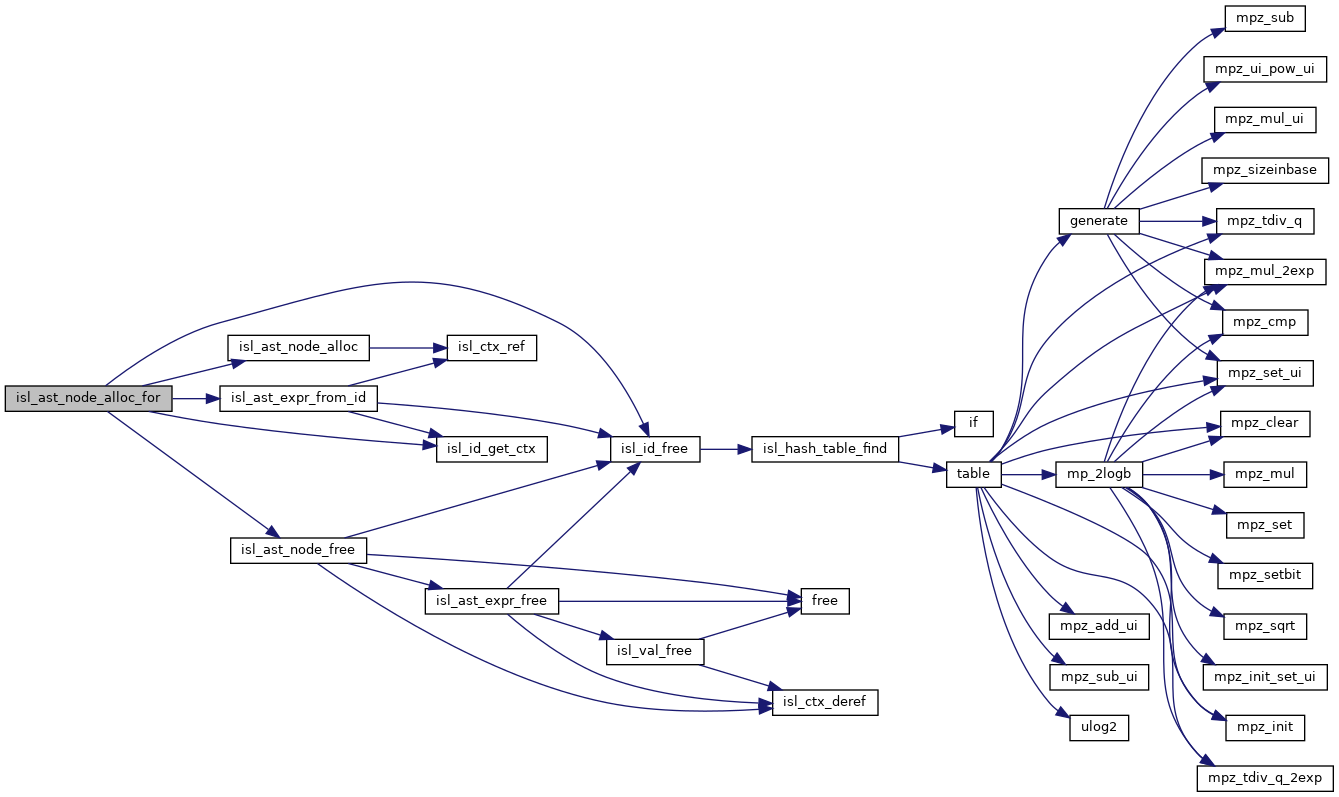 isl_ast_node_alloc_for
isl_ast_node_alloc
isl_ast_expr_from_id
isl_ast_node_free
isl_ctx_ref
isl_id_get_ctx
isl_ast_expr_free
isl_id_free
isl_val_free
isl_hash_table_find
free
isl_ctx_deref
if
table
generate
mp_2logb
mpz_add_ui
mpz_sub_ui
ulog2
mpz_sub
mpz_ui_pow_ui
mpz_mul_ui
mpz_sizeinbase
mpz_tdiv_q
mpz_mul_2exp
mpz_cmp
mpz_set_ui
mpz_clear
mpz_mul
mpz_set
mpz_setbit
mpz_sqrt
mpz_init_set_ui
mpz_init
mpz_tdiv_q_2exp